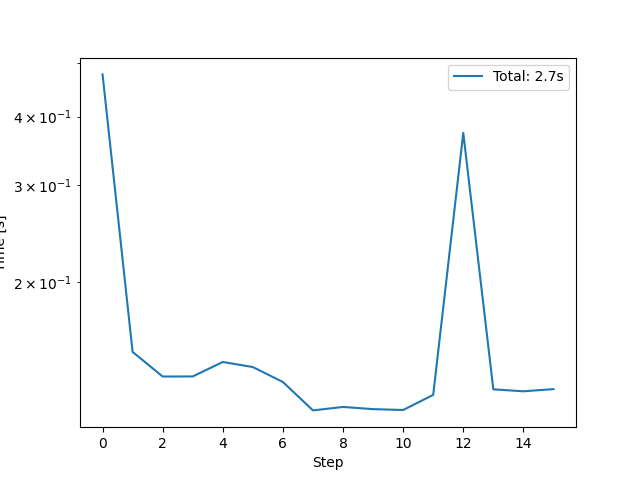 Total: 2.7s
4 × 10⁻¹
3 × 10⁻¹
2 × 10⁻¹
Time [s]
0 2 4 6 8 10 12 14
Step